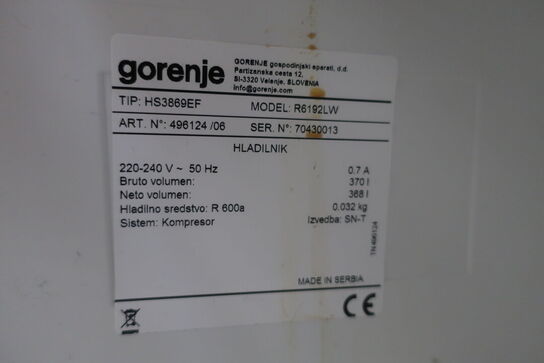 gorenje
GORENJE gospodinjski aparati, d.d.
Partizanska cesta 12,
SI-3320 Velenje, SLOVENIA
info@gorenje.com
TIP: HS3869EF MODEL: R6192LW
ART. N°: 496124 /06 SER. N°: 70430013
HLADILNIK
220-240 V ~ 50 Hz 0.7 A
Bruto volumen: 370 l
Neto volumen: 368 l
Hladilno sredstvo: R 600a 0.032 kg
Sistem: Kompresor Izvedba: SN-T
TN496124
MADE IN SERBIA
CE